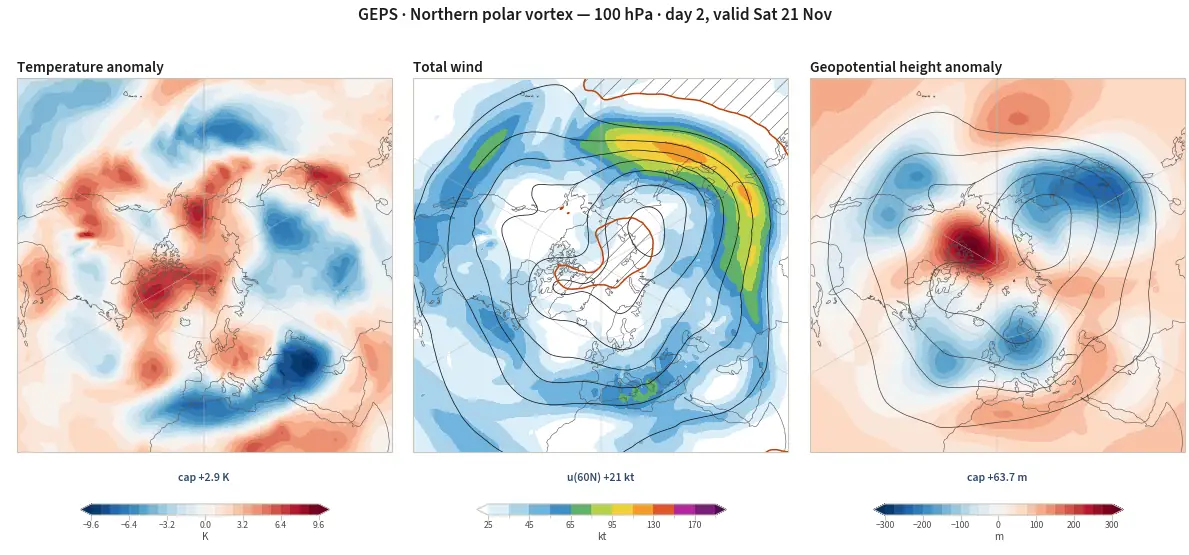 GEPS · Northern polar vortex — 100 hPa · day 2, valid Sat 21 Nov
Temperature anomaly
Total wind
Geopotential height anomaly
cap +2.9 K
u(60N) +21 kt
cap +63.7 m
−9.6 −6.4 −3.2 0.0 3.2 6.4 9.6
K
25 45 65 95 130 170
kt
−300 −200 −100 0 100 200 300
m